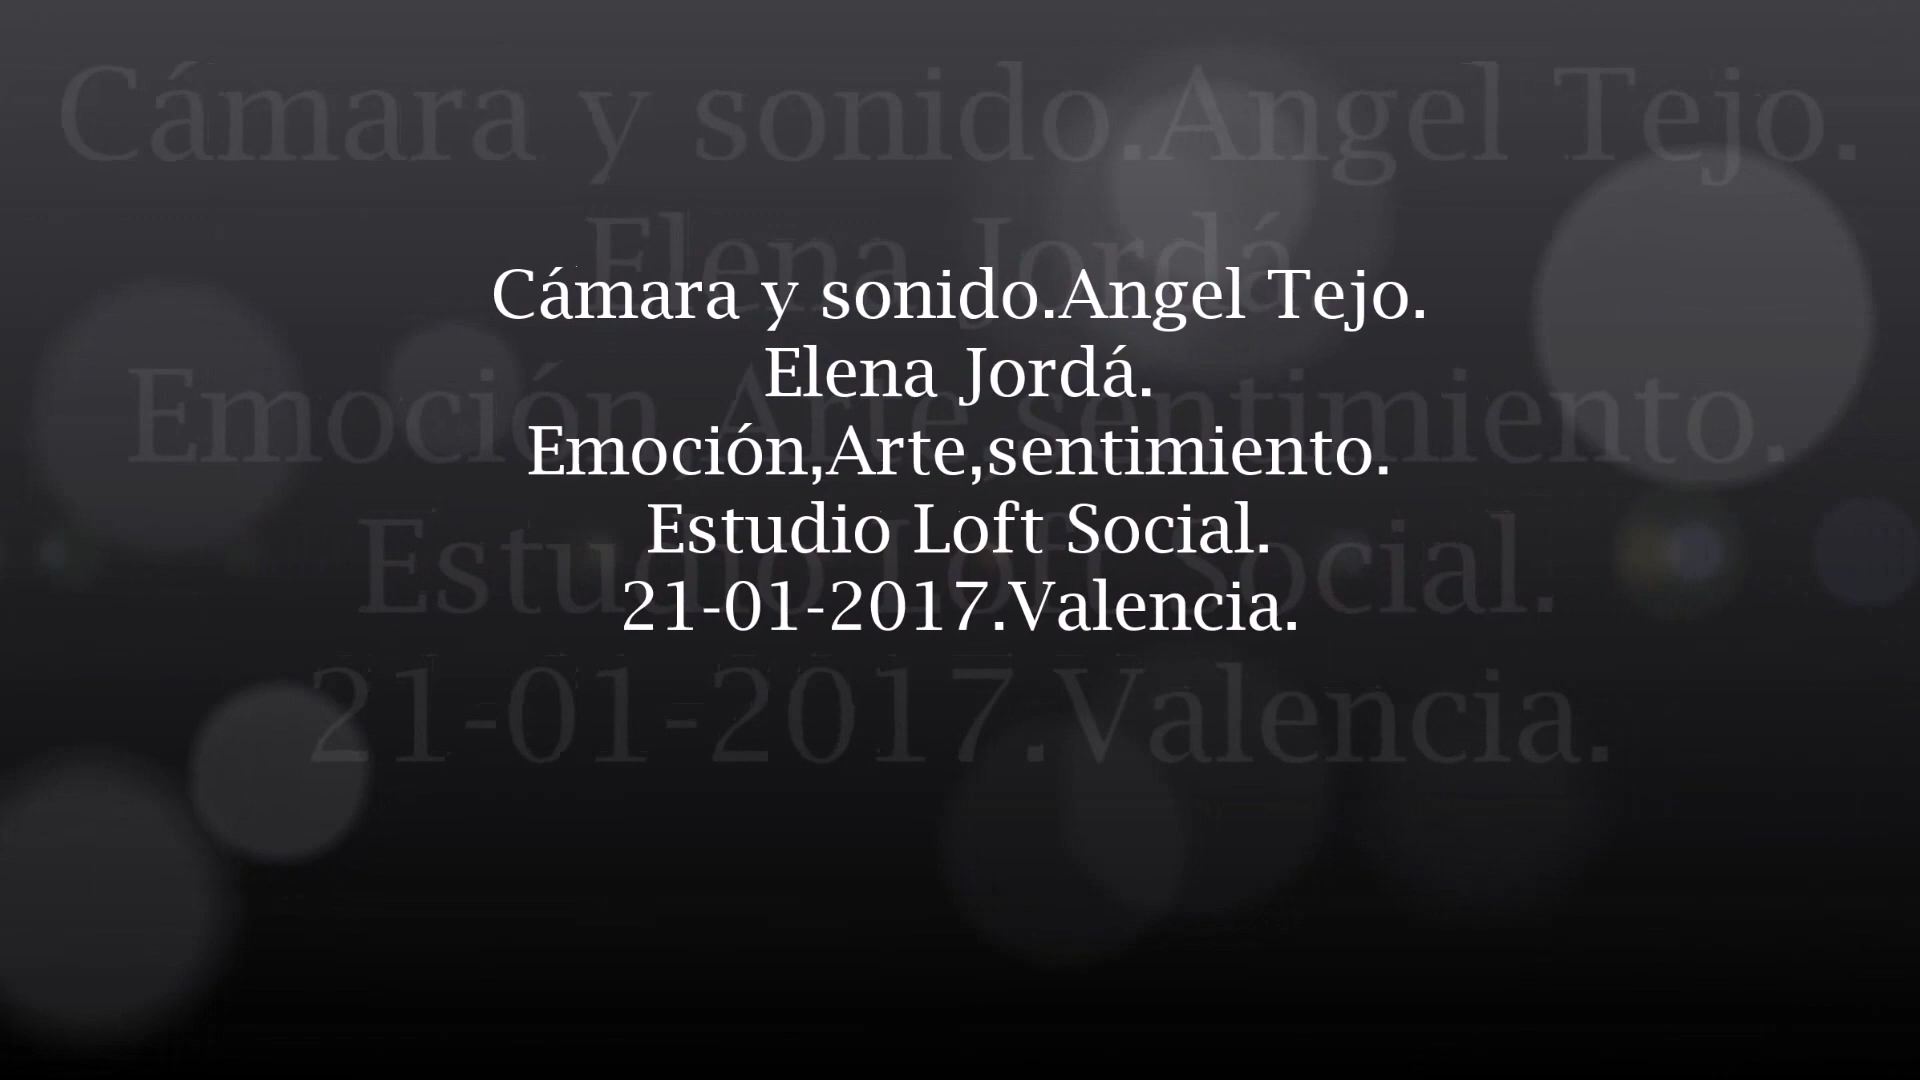 Cámara y sonido.Angel Tejo.
Elena Jordá.
Emoción,Arte,sentimiento.
Estudio Loft Social.
21-01-2017.Valencia.